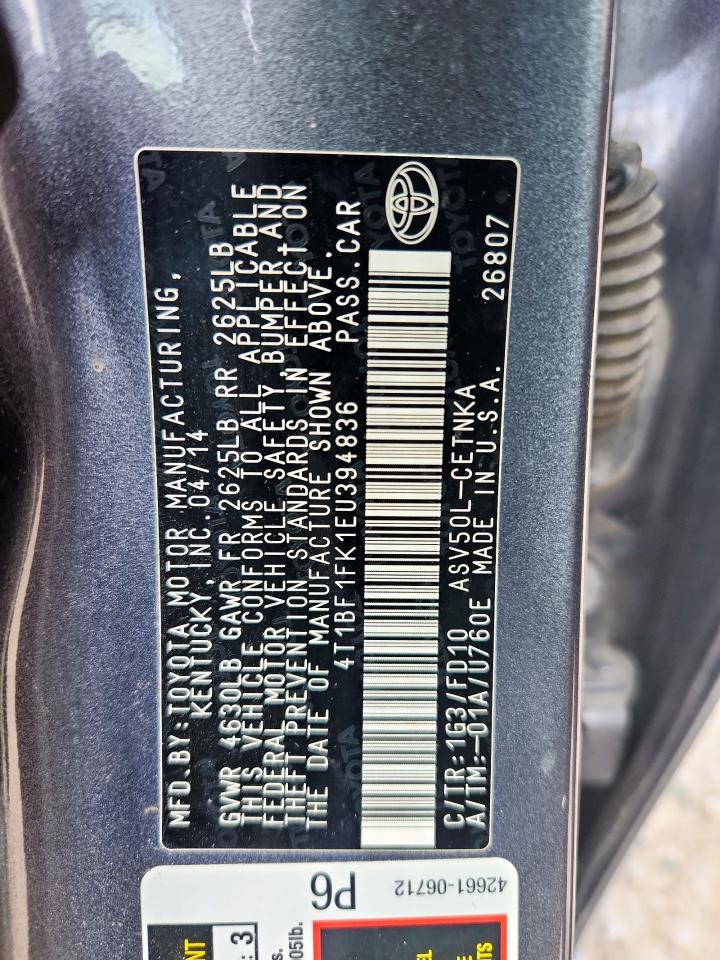 MFD.BY:TOYOTA MOTOR MANUFACTURING,
KENTUCKY,INC.04/14
GVWR 4630LB GAWR FR 2625LB RR 2625LB
THIS VEHICLE CONFORMS TO ALL APPLICABLE
FEDERAL MOTOR VEHICLE SAFETY,BUMPER,AND
THEFT PREVENTION STANDARDS IN EFFECT ON
THE DATE OF MANUFACTURE SHOWN ABOVE.
4T1BF1FK1EU394836 PASS.CAR
C/TR:1G3/FD10 ASV50L-CETNKA
A/TM:-01A/U760E MADE IN U.S.A. 26807
P6
42661-06712